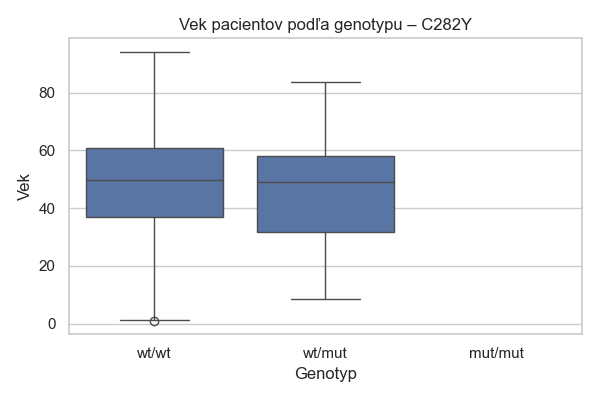 Vek pacientov podľa genotypu – C282Y
80
60
40
20
0
Vek
wt/wt
wt/mut
mut/mut
Genotyp